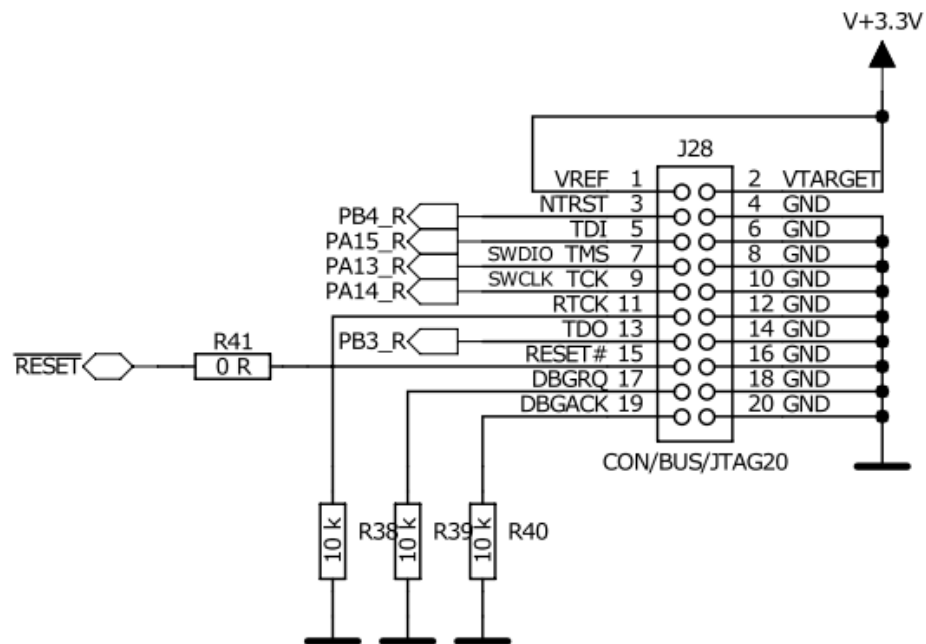 V+3.3V
J28
VREF 1 2 VTARGET
NTRST 3 4 GND
PB4_R
TDI 5 6 GND
PA15_R
SWDIO TMS 7 8 GND
PA13_R
SWCLK TCK 9 10 GND
PA14_R
RTCK 11 12 GND
TDO 13 14 GND
R41 PB3_R
RESET 0 R RESET# 15 16 GND
DBGRQ 17 18 GND
DBGACK 19 20 GND
CON/BUS/JTAG20
10 k R38 10 k R39 10 k R40